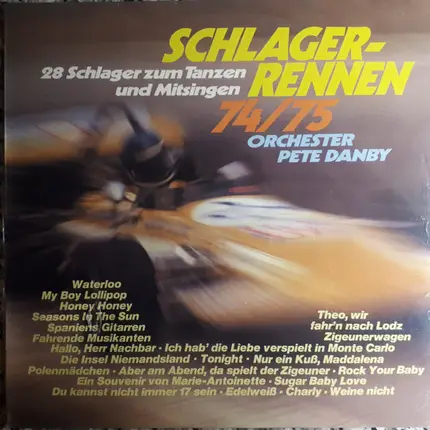 SCHLAGER-
28 Schlager zum Tanzen RENNEN
und Mitsingen
74/75
ORCHESTER
PETE DANBY
Waterloo
My Boy Lollipop
Honey Honey
Seasons In The Sun
Spaniens Gitarren
Fahrende Musikanten
Theo, wir
fahr'n nach Lodz
Zigeunerwagen
Hallo, Herr Nachbar · Ich hab' die Liebe verspielt in Monte Carlo
Die Insel Niemandsland · Tonight · Nur ein Kuß, Maddalena
Polenmädchen · Aber am Abend, da spielt der Zigeuner · Rock Your Baby
Ein Souvenir von Marie-Antoinette · Sugar Baby Love
Du kannst nicht immer 17 sein · Edelweiß · Charly · Weine nicht